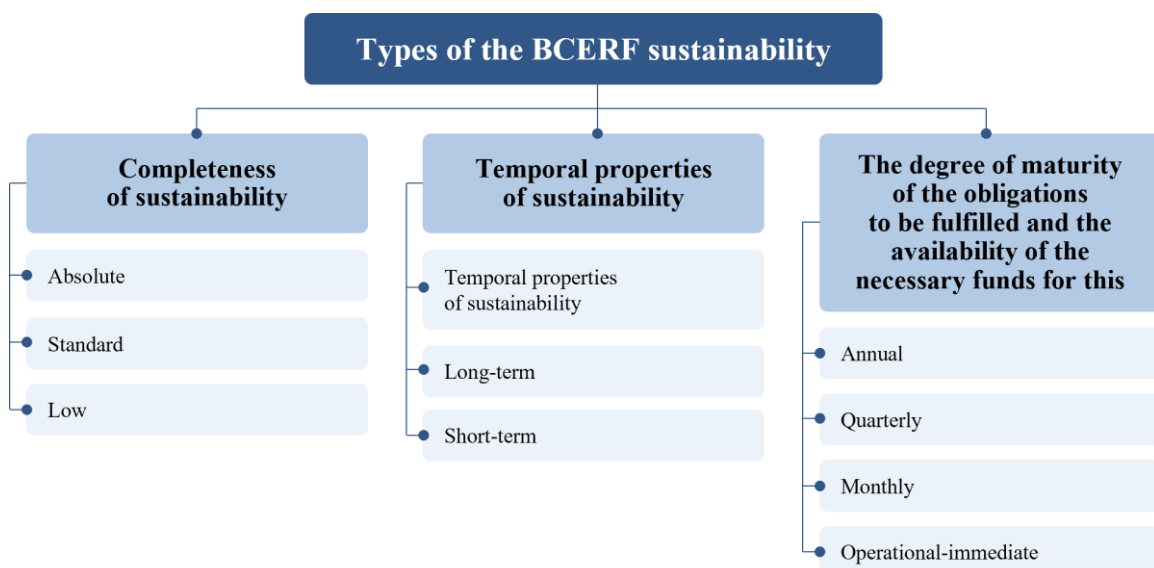 Types of the BCERF sustainability
Completeness
of sustainability
Absolute
Standard
Low
Temporal properties
of sustainability
Temporal properties
of sustainability
Long-term
Short-term
The degree of maturity
of the obligations
to be fulfilled and the
availability of the
necessary funds for this
Annual
Quarterly
Monthly
Operational-immediate